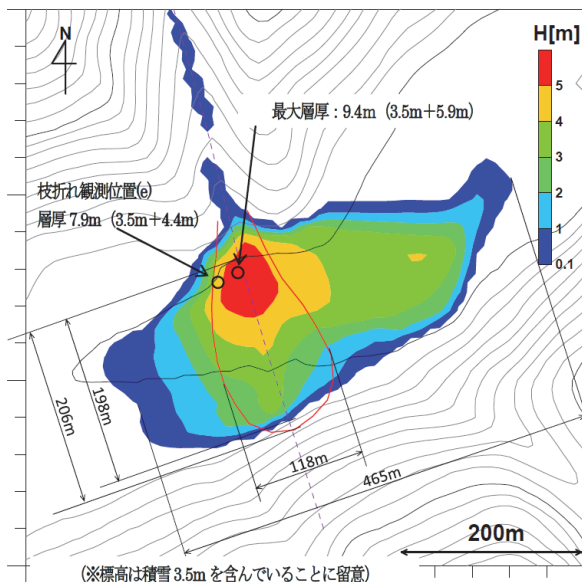 N
H[m]
5
4
3
2
1
0.1
最大層厚：9.4m（3.5m＋5.9m）
枝折れ観測位置(e)
層厚 7.9m（3.5m＋4.4m）
206m
198m
118m
465m
200m
(※標高は積雪 3.5m を含んでいることに留意)